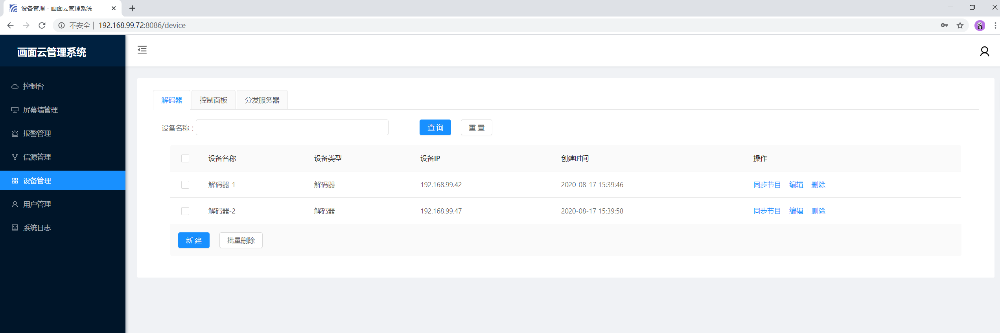 设备管理 - 画面云管理系统
不安全 | 192.168.99.72:8086/device
画面云管理系统
控制台
屏幕墙管理
报警管理
信源管理
设备管理
用户管理
系统日志
解码器 控制面板 分发服务器
设备名称 : 查 询 重 置
设备名称 设备类型 设备IP 创建时间 操作
解码器-1 解码器 192.168.99.42 2020-08-17 15:39:46 同步节目 编辑 删除
解码器-2 解码器 192.168.99.47 2020-08-17 15:39:58 同步节目 编辑 删除
新 建 批量删除